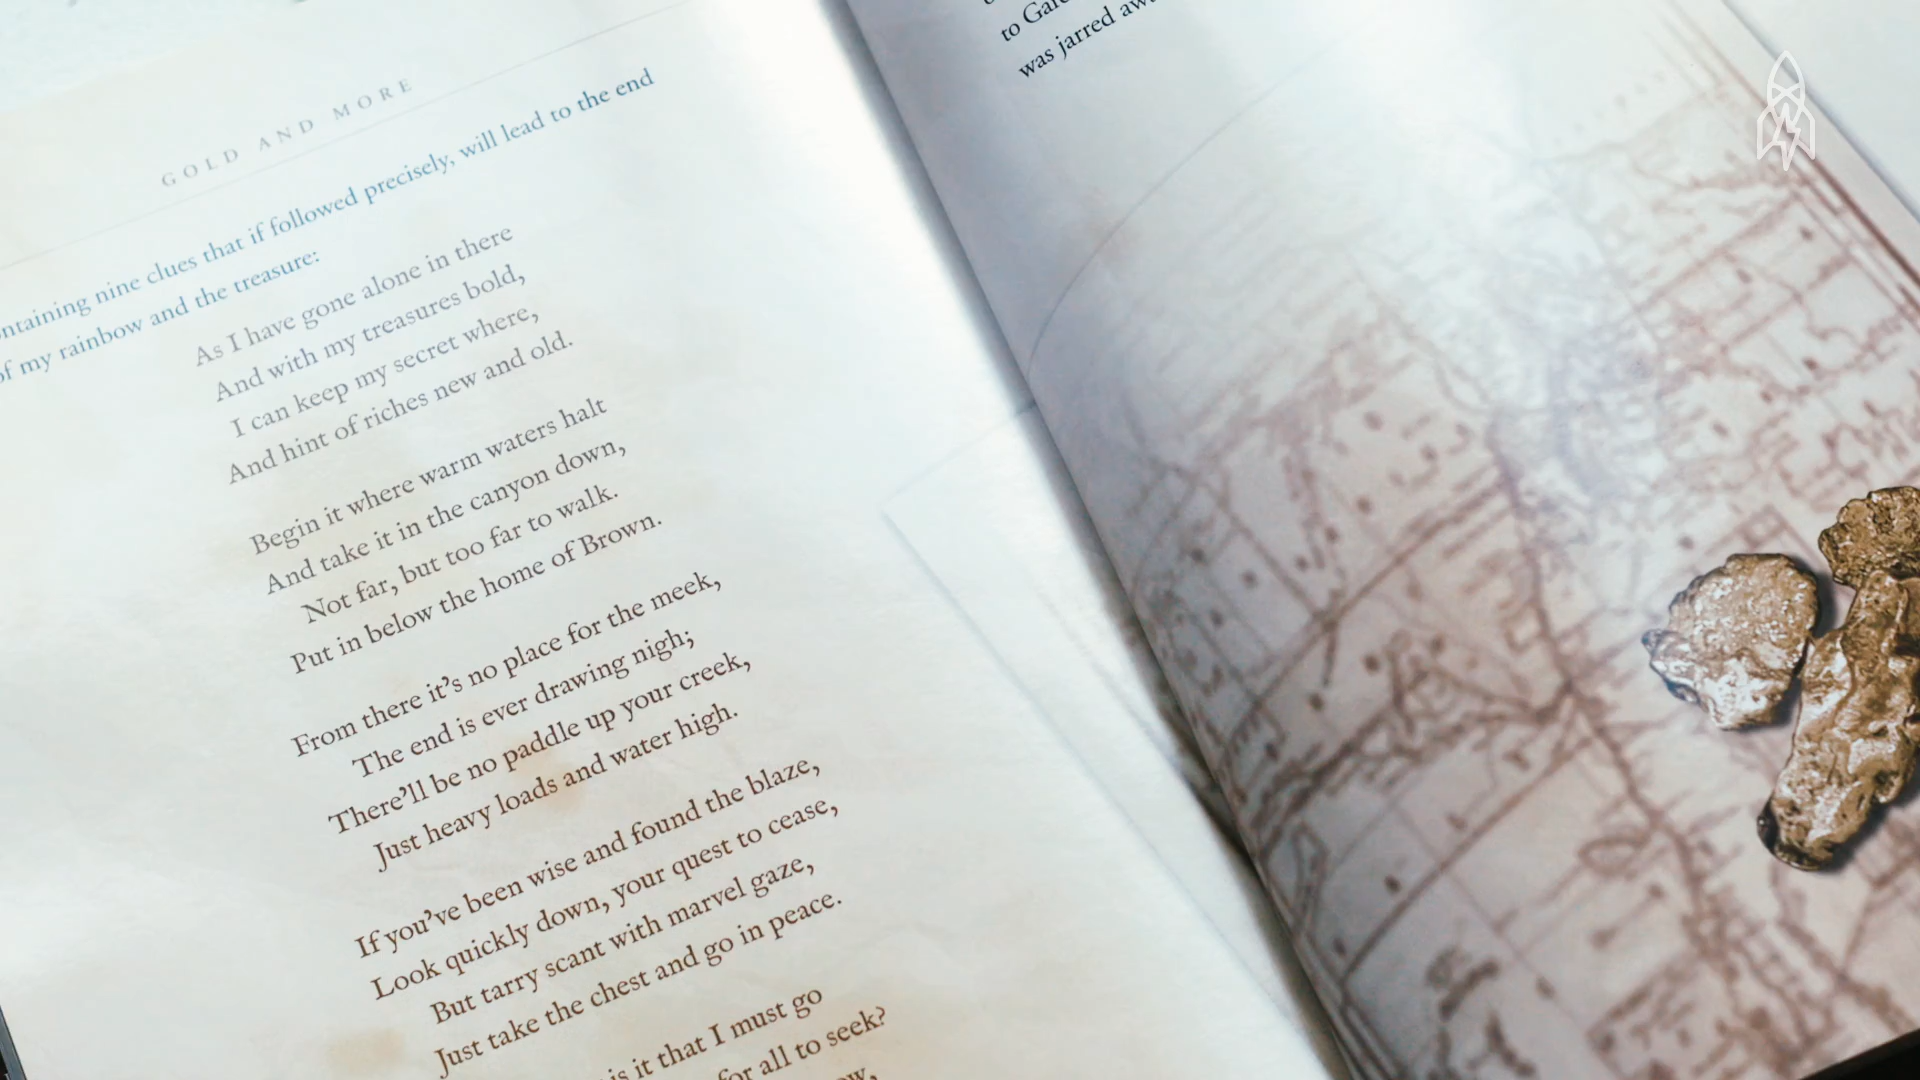 GOLD AND MORE
ntaining nine clues that if followed precisely, will lead to the end
of my rainbow and the treasure:
As I have gone alone in there
And with my treasures bold,
I can keep my secret where,
And hint of riches new and old.
Begin it where warm waters halt
And take it in the canyon down,
Not far, but too far to walk.
Put in below the home of Brown.
From there it's no place for the meek,
The end is ever drawing nigh;
There'll be no paddle up your creek,
Just heavy loads and water high.
If you've been wise and found the blaze,
Look quickly down, your quest to cease,
But tarry scant with marvel gaze,
Just take the chest and go in peace.
is it that I must go
for all to seek?
to
was jarred